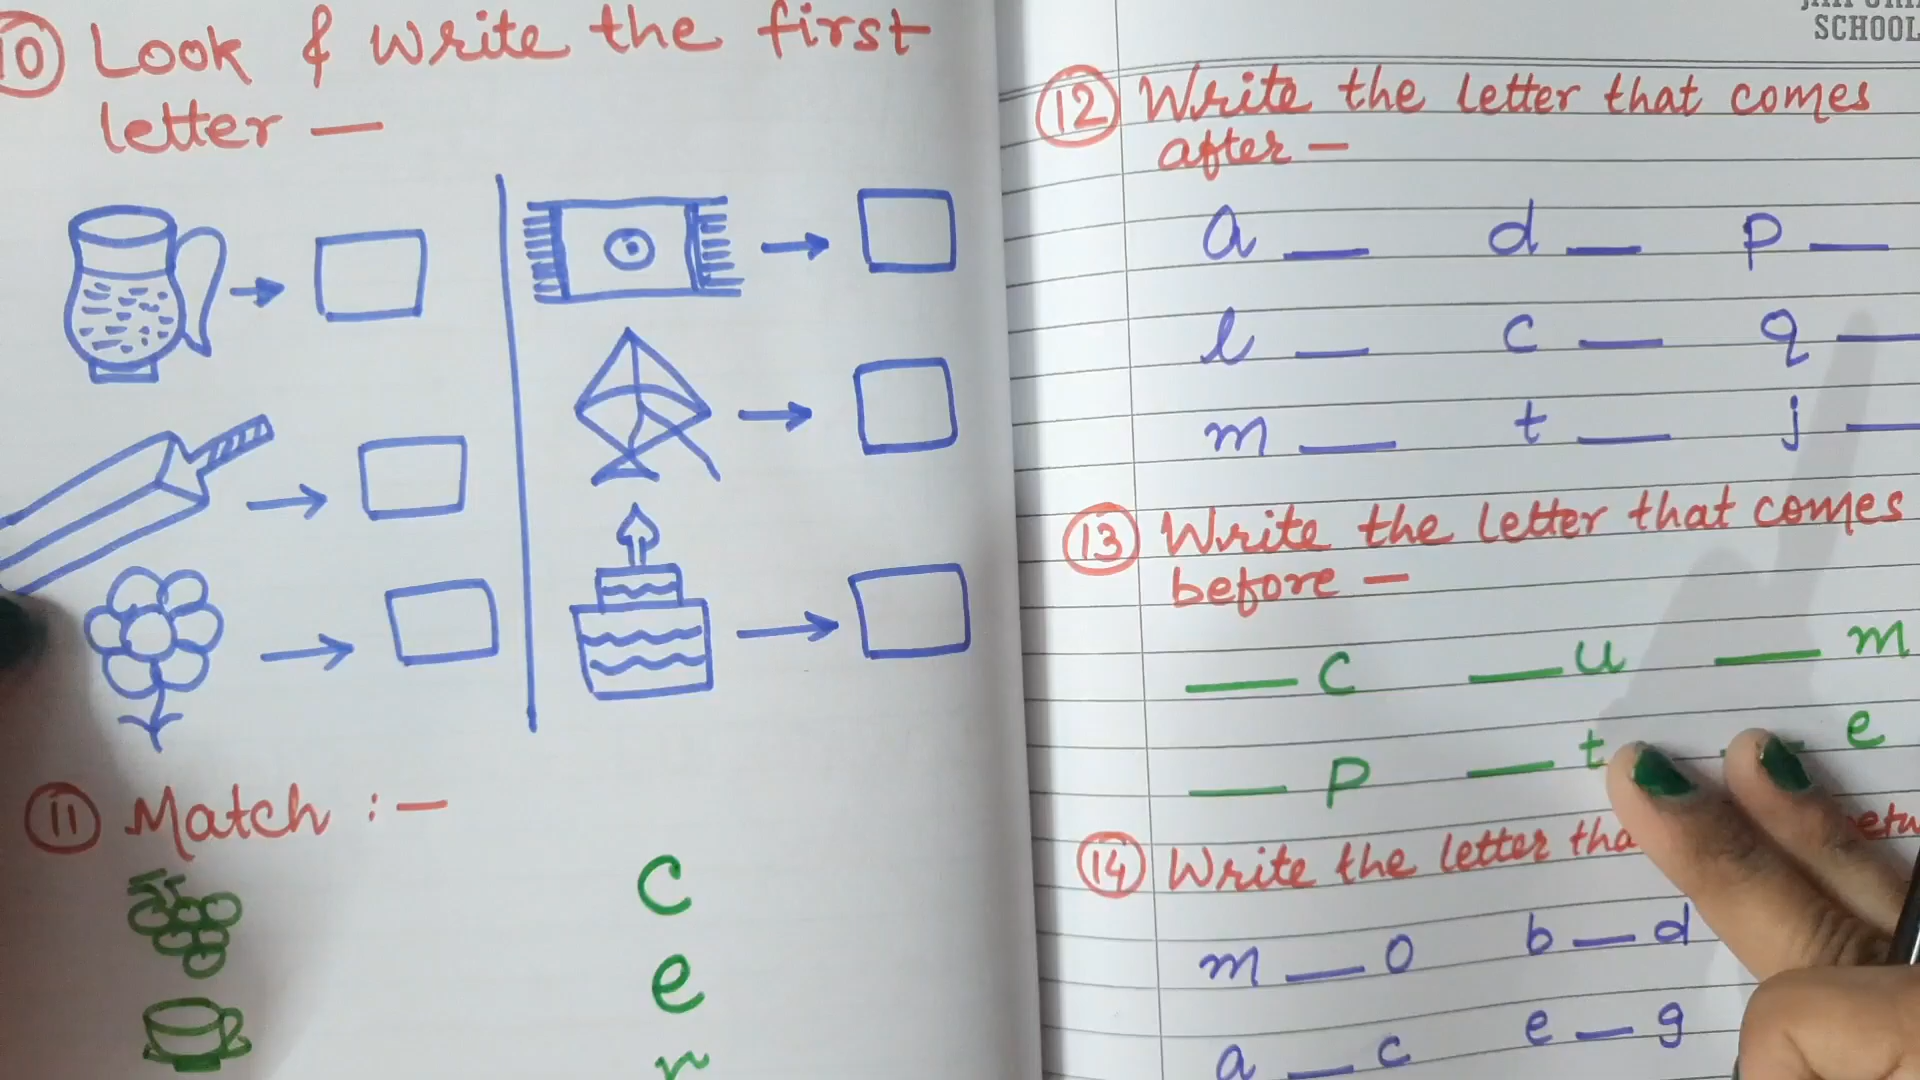 10 Look & write the first
letter —
11 Match :—
c
e
SCHOOL
12 Write the letter that comes
after —
a __ d __ p __
l __ c __ q __
m __ t __ j __
13 Write the letter that comes
before —
__ c __ u __ m
__ p __ t __ e
14 Write the letter
m __ o b __ d
a __ c e __ g